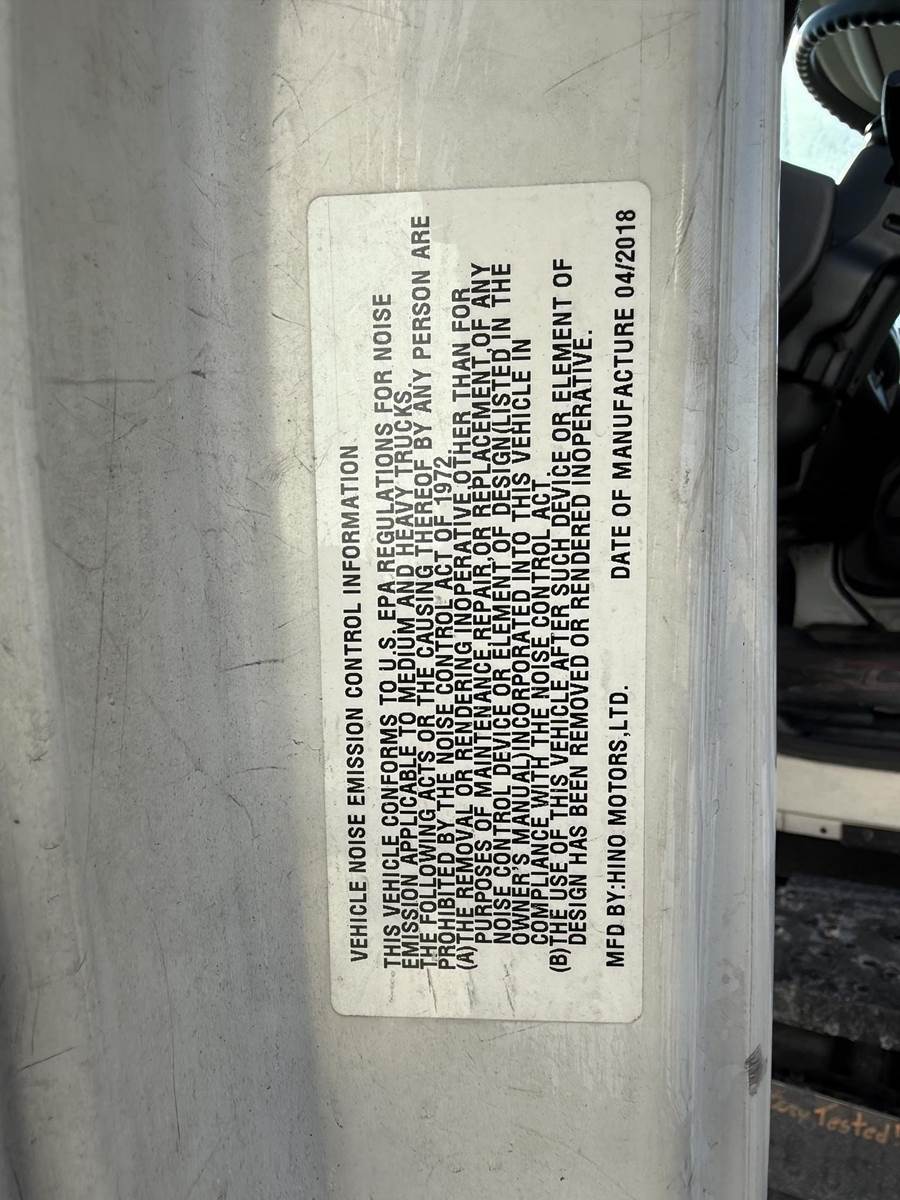 VEHICLE NOISE EMISSION CONTROL INFORMATION
THIS VEHICLE CONFORMS TO U.S. EPA REGULATIONS FOR NOISE
EMISSION APPLICABLE TO MEDIUM AND HEAVY TRUCKS.
THE FOLLOWING ACTS OR THE CAUSING THEREOF BY ANY PERSON ARE
PROHIBITED BY THE NOISE CONTROL ACT OF 1972.
(A)THE REMOVAL OR RENDERING INOPERATIVE,OTHER THAN FOR
PURPOSES OF MAINTENANCE,REPAIR,OR REPLACEMENT,OF ANY
NOISE CONTROL DEVICE OR ELEMENT OF DESIGN(LISTED IN THE
OWNER'S MANUAL)INCORPORATED INTO THIS VEHICLE IN
COMPLIANCE WITH THE NOISE CONTROL ACT
(B)THE USE OF THIS VEHICLE AFTER SUCH DEVICE OR ELEMENT OF
DESIGN HAS BEEN REMOVED OR RENDERED INOPERATIVE.
MFD BY:HINO MOTORS,LTD. DATE OF MANUFACTURE 04/2018
Tested